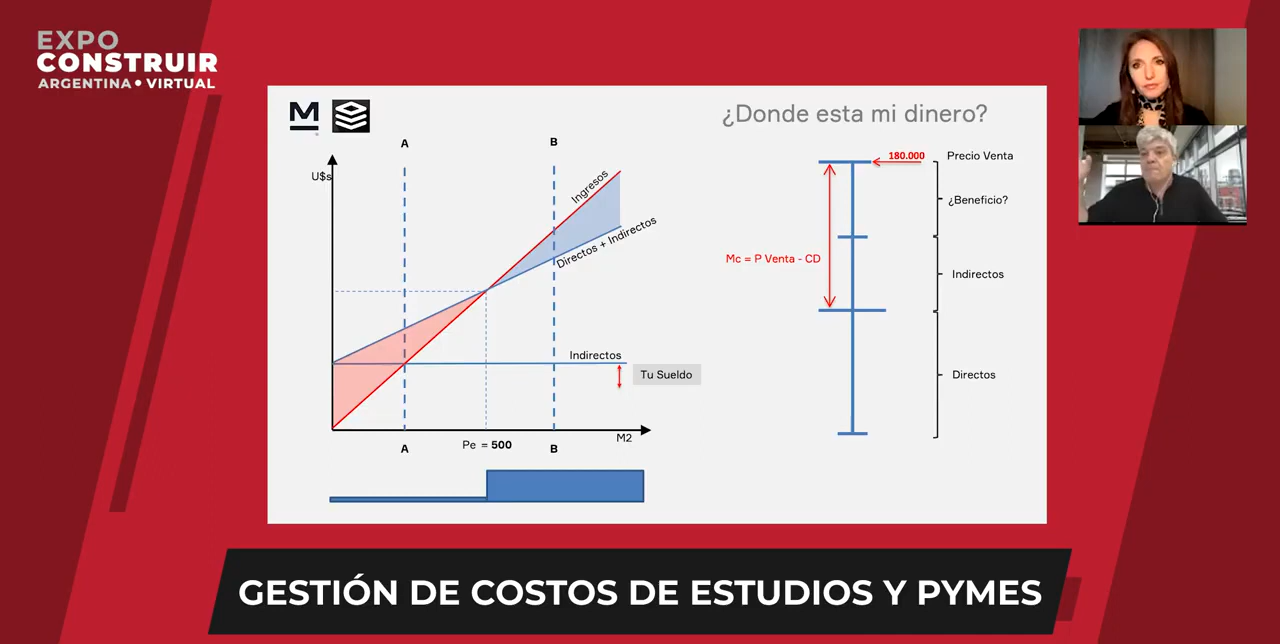 EXPO
CONSTRUIR
ARGENTINA • VIRTUAL
M
¿Donde esta mi dinero?
A
B
U$s
Ingresos
Directos + Indirectos
Indirectos
Tu Sueldo
M2
A
Pe = 500
B
180.000
Precio Venta
¿Beneficio?
Mc = P Venta - CD
Indirectos
Directos
GESTIÓN DE COSTOS DE ESTUDIOS Y PYMES